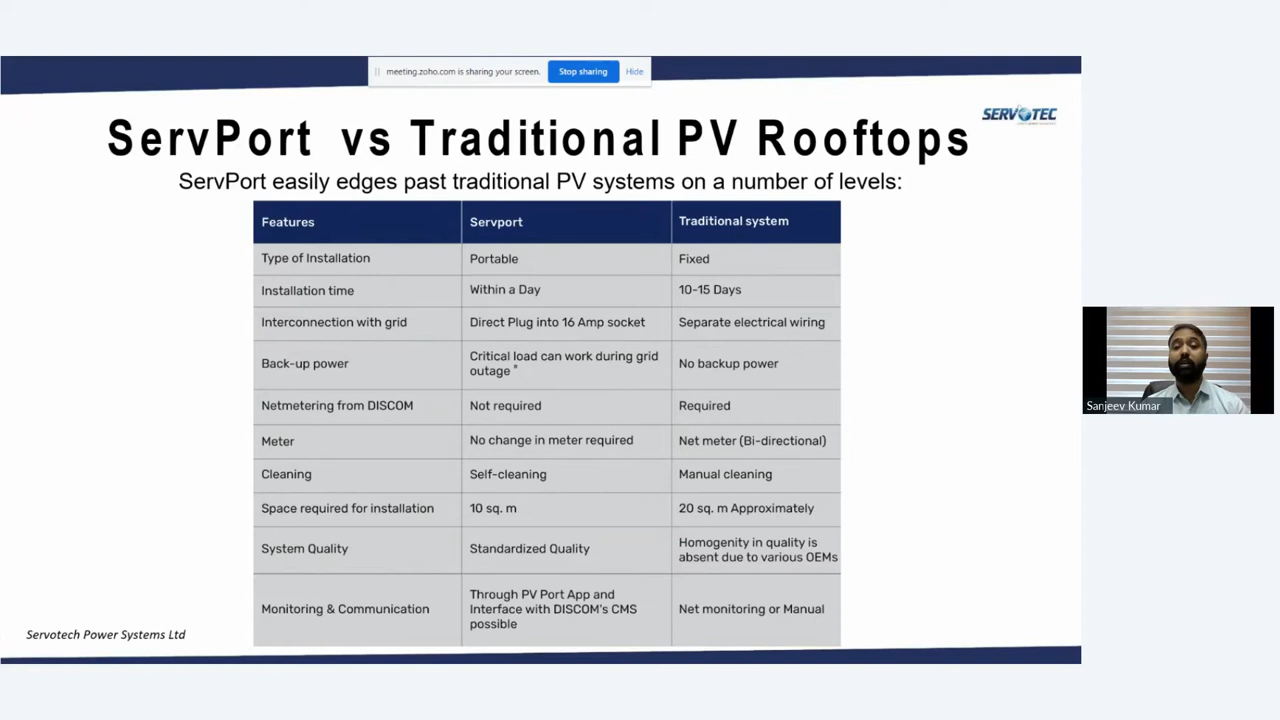 meeting.zoho.com is sharing your screen. Stop sharing Hide
SERVOTEC
ServPort vs Traditional PV Rooftops
ServPort easily edges past traditional PV systems on a number of levels:
Features Servport Traditional system
Type of Installation Portable Fixed
Installation time Within a Day 10-15 Days
Interconnection with grid Direct Plug into 16 Amp socket Separate electrical wiring
Back-up power Critical load can work during grid
outage * No backup power
Netmetering from DISCOM Not required Required
Meter No change in meter required Net meter (Bi-directional)
Cleaning Self-cleaning Manual cleaning
Space required for installation 10 sq. m 20 sq. m Approximately
System Quality Standardized Quality Homogenity in quality is
absent due to various OEMs
Monitoring & Communication Through PV Port App and
Interface with DISCOM's CMS
possible Net monitoring or Manual
Servotech Power Systems Ltd
Sanjeev Kumar